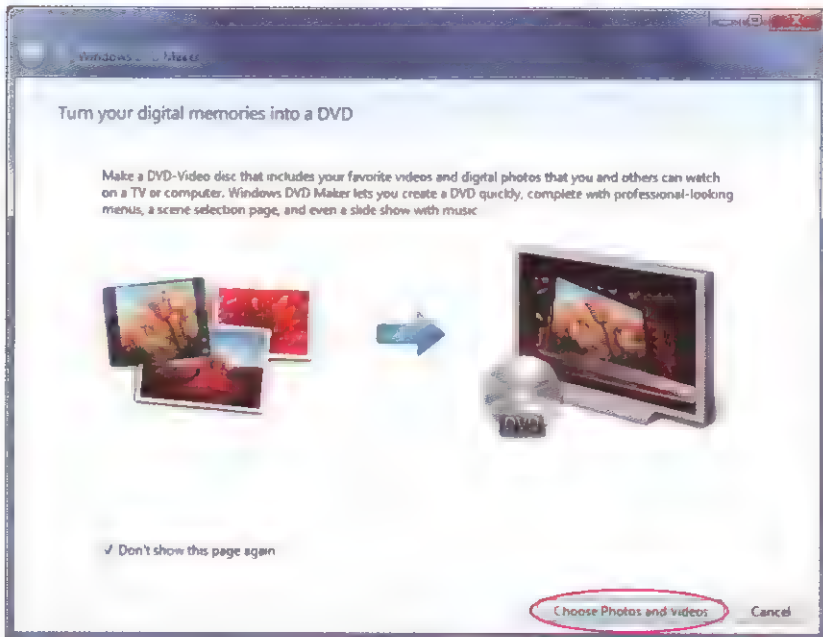 Windows Maker
Turn your digital memories into a DVD
Make a DVD-Video disc that includes your favorite videos and digital photos that you and others can watch
on a TV or computer. Windows DVD Maker lets you create a DVD quickly, complete with professional-looking
menus, a scene selection page, and even a slide show with music
DVD
Don't show this page again
Choose Photos and Videos
Cancel